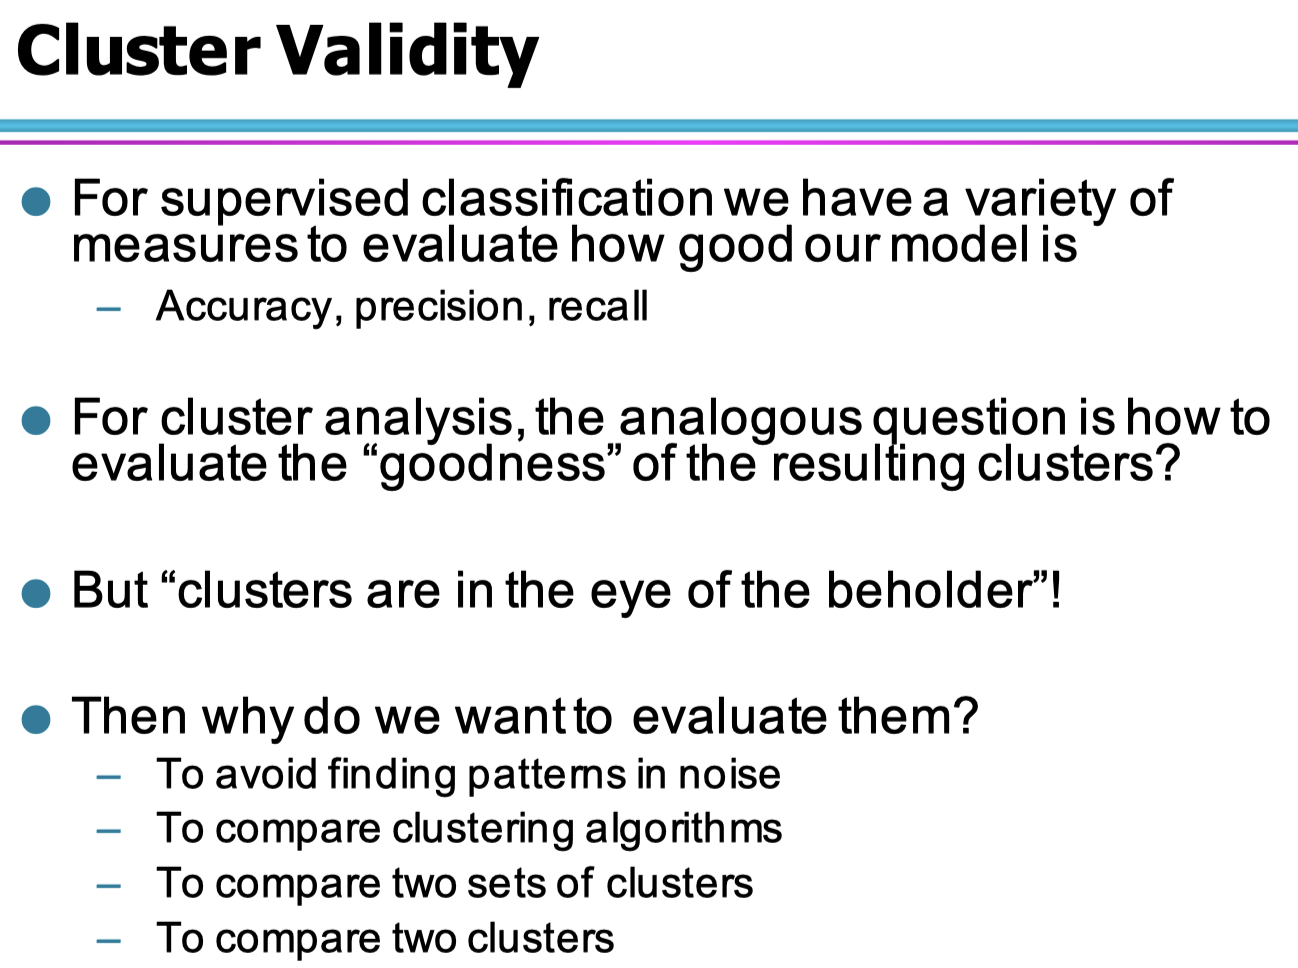 Cluster Validity
● For supervised classification we have a variety of
measures to evaluate how good our model is
– Accuracy, precision, recall
● For cluster analysis, the analogous question is how to
evaluate the “goodness” of the resulting clusters?
● But “clusters are in the eye of the beholder”!
● Then why do we want to evaluate them?
– To avoid finding patterns in noise
– To compare clustering algorithms
– To compare two sets of clusters
– To compare two clusters